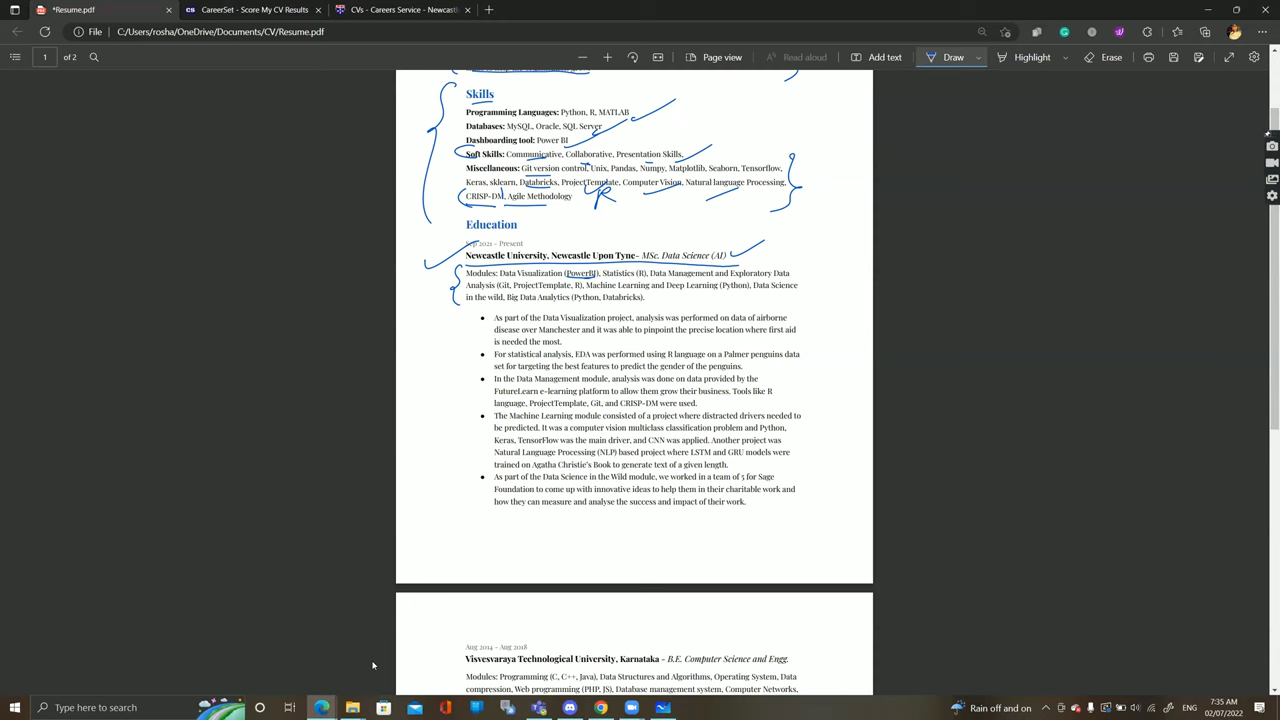 *Resume.pdf
CareerSet - Score My CV Results
CVs - Careers Service - Newcastl
File
C:/Users/rosha/OneDrive/Documents/CV/Resume.pdf
1 of 2
Page view
Read aloud
Add text
Draw
Highlight
Erase
Skills
Programming Languages: Python, R, MATLAB
Databases: MySQL, Oracle, SQL Server
Dashboarding tool: Power BI
Soft Skills: Communicative, Collaborative, Presentation Skills.
Miscellaneous: Git version control, Unix, Pandas, Numpy, Matplotlib, Seaborn, Tensorflow,
Keras, sklearn, Databricks, ProjectTemplate, Computer Vision, Natural language Processing,
CRISP-DM, Agile Methodology
R
Education
Sep 2021 - Present
Newcastle University, Newcastle Upon Tyne- MSc. Data Science (AI)
Modules: Data Visualization (PowerBI), Statistics (R), Data Management and Exploratory Data
Analysis (Git, ProjectTemplate, R), Machine Learning and Deep Learning (Python), Data Science
in the wild, Big Data Analytics (Python, Databricks).
● As part of the Data Visualization project, analysis was performed on data of airborne
disease over Manchester and it was able to pinpoint the precise location where first aid
is needed the most.
● For statistical analysis, EDA was performed using R language on a Palmer penguins data
set for targeting the best features to predict the gender of the penguins.
● In the Data Management module, analysis was done on data provided by the
FutureLearn e-learning platform to allow them grow their business. Tools like R
language, ProjectTemplate, Git, and CRISP-DM were used.
● The Machine Learning module consisted of a project where distracted drivers needed to
be predicted. It was a computer vision multiclass classification problem and Python,
Keras, TensorFlow was the main driver, and CNN was applied. Another project was
Natural Language Processing (NLP) based project where LSTM and GRU models were
trained on Agatha Christie's Book to generate text of a given length.
● As part of the Data Science in the Wild module, we worked in a team of 5 for Sage
Foundation to come up with innovative ideas to help them in their charitable work and
how they can measure and analyse the success and impact of their work.
Aug 2014 - Aug 2018
Visvesvaraya Technological University, Karnataka - B.E. Computer Science and Engg.
Modules: Programming (C, C++, Java), Data Structures and Algorithms, Operating System, Data
compression, Web programming (PHP, JS), Database management system, Computer Networks,
Type here to search
Rain off and on
7:35 AM
02/07/2022